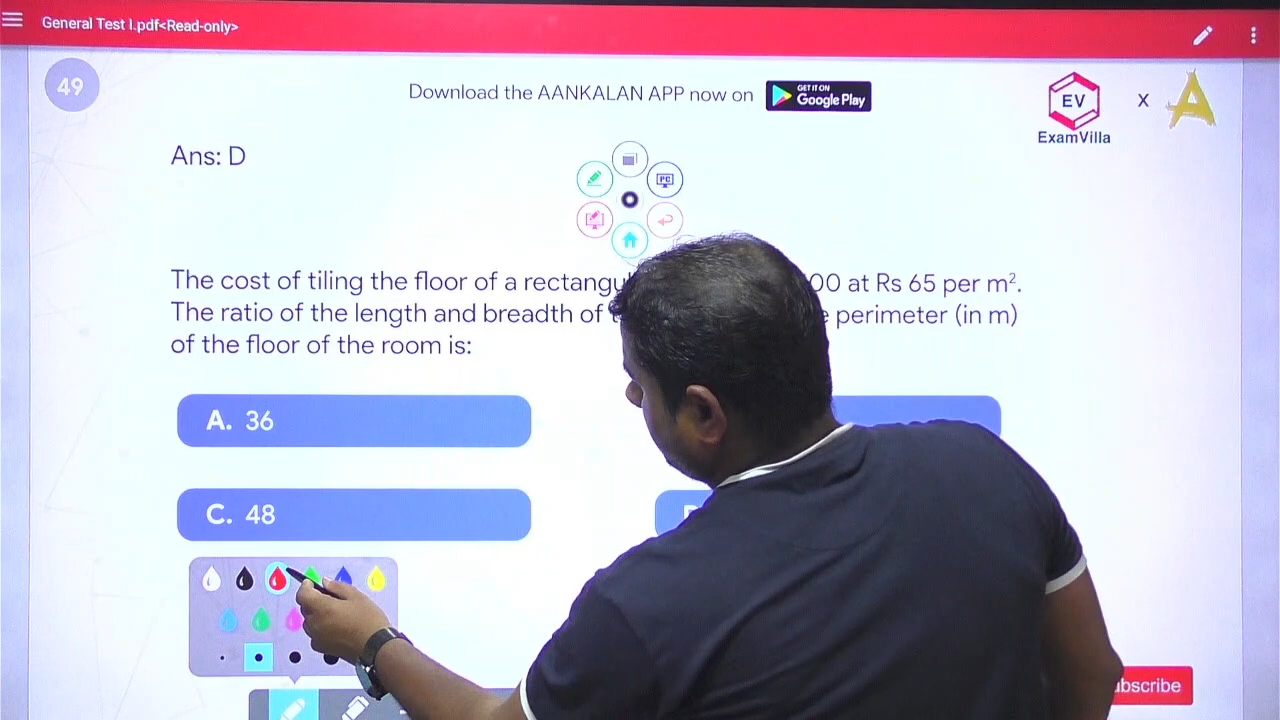 General Test I.pdf<Read-only>
49
Download the AANKALAN APP now on
GET IT ON
Google Play
EV
X
ExamVilla
Ans: D
PC
The cost of tiling the floor of a 00 at Rs 65 per m².
The ratio of the length and breadth of perimeter (in m)
of the floor of the room is:
A. 36
C. 48